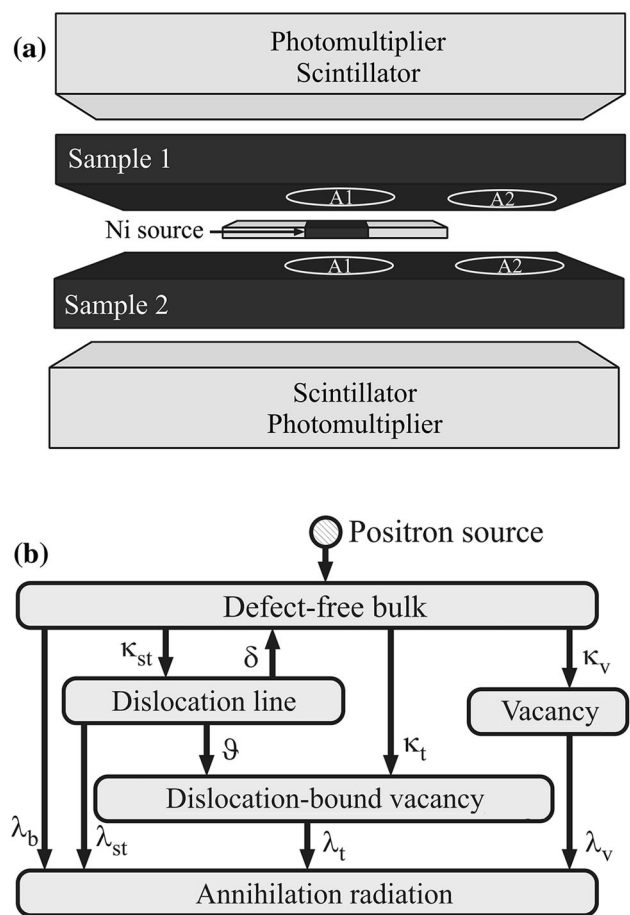 (a)
Photomultiplier
Scintillator
Sample 1
A1
A2
Ni source
A1
A2
Sample 2
Scintillator
Photomultiplier
(b)
Positron source
Defect-free bulk
κst
δ
κv
Dislocation line
Vacancy
ϑ
κt
Dislocation-bound vacancy
λb
λst
λt
λv
Annihilation radiation